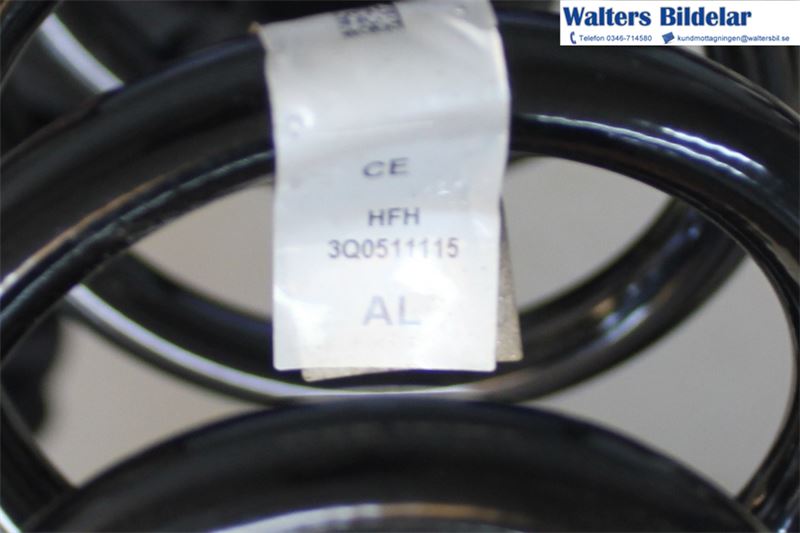 Walters Bildelar
Telefon 0346-714580 kundmottagningen@waltersbil.se
CE
HFH
3Q0511115
AL